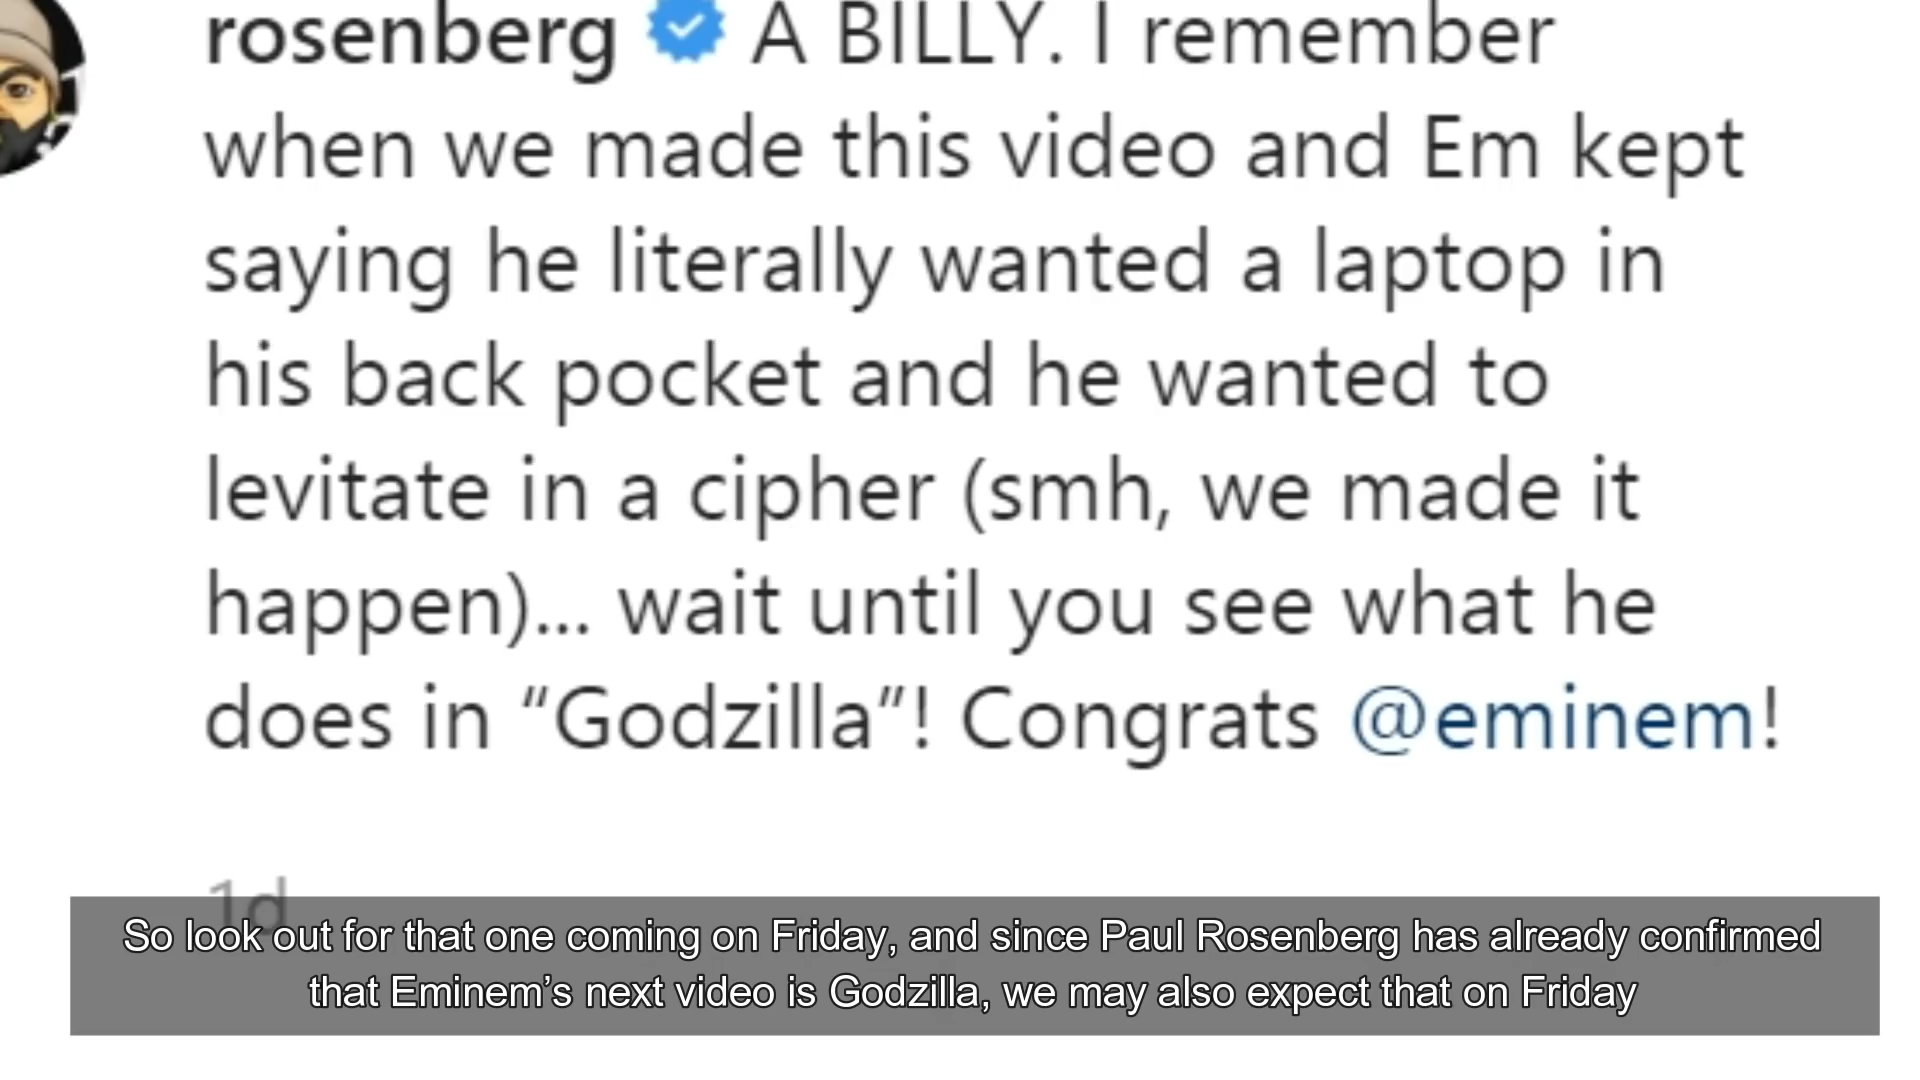 rosenberg A BILLY. I remember
when we made this video and Em kept
saying he literally wanted a laptop in
his back pocket and he wanted to
levitate in a cipher (smh, we made it
happen)... wait until you see what he
does in “Godzilla”! Congrats @eminem!
1d
So look out for that one coming on Friday, and since Paul Rosenberg has already confirmed
that Eminem’s next video is Godzilla, we may also expect that on Friday